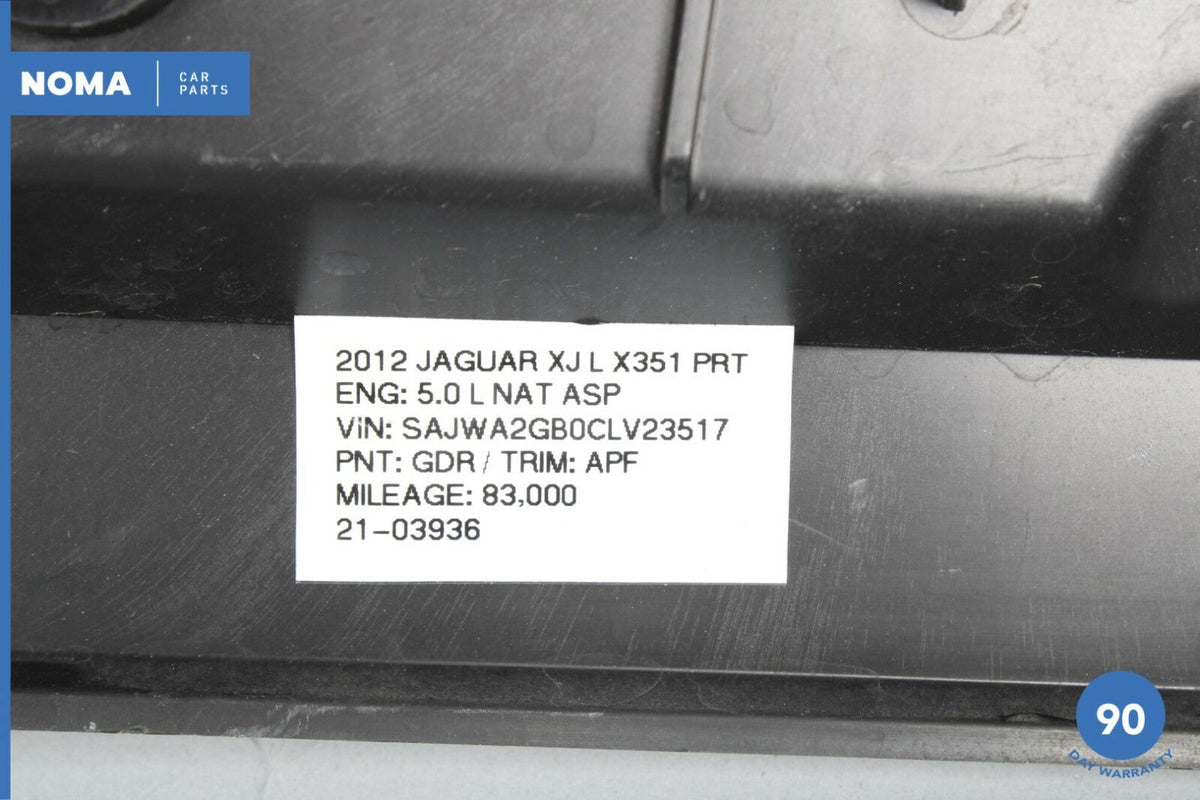 NOMA
CAR
PARTS
2012 JAGUAR XJ L X351 PRT
ENG: 5.0 L NAT ASP
ViN: SAJWA2GB0CLV23517
PNT: GDR / TRIM: APF
MILEAGE: 83,000
21-03936
90
DAY WARRANTY